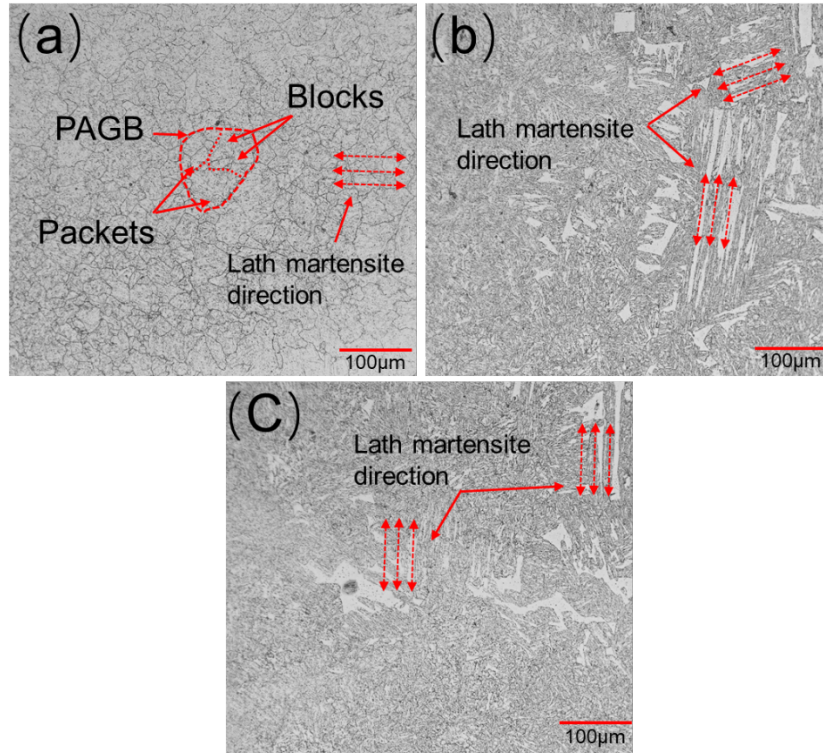 (a)
Blocks
PAGB
Packets
Lath martensite
direction
100μm
(b)
Lath martensite
direction
100μm
(C)
Lath martensite
direction
100μm